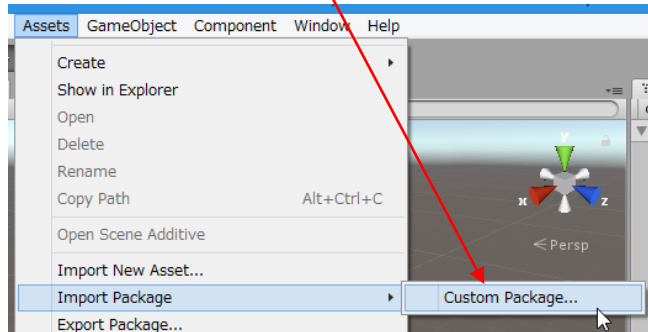 Assets GameObject Component Window Help
Create
Show in Explorer
Open
Delete
Rename
Copy Path Alt+Ctrl+C
Open Scene Additive
Import New Asset...
Import Package
Custom Package...
Export Package...
y
x
z
Persp